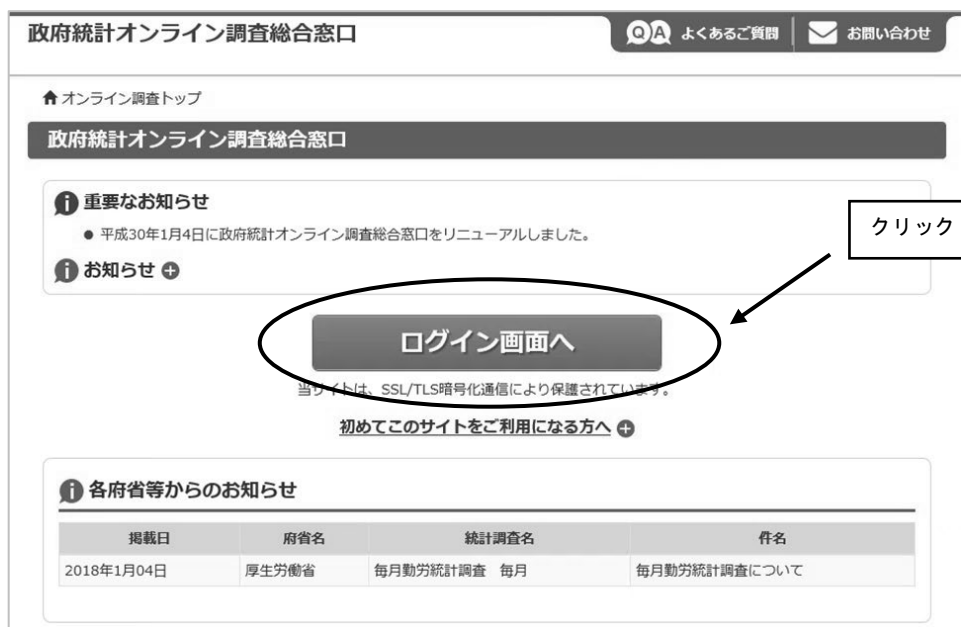 政府統計オンライン調査総合窓口
QA よくあるご質問
お問い合わせ
オンライン調査トップ
政府統計オンライン調査総合窓口
重要なお知らせ
● 平成30年1月4日に政府統計オンライン調査総合窓口をリニューアルしました。
お知らせ
クリック
ログイン画面へ
当サイトは、SSL/TLS暗号化通信により保護されています。
初めてこのサイトをご利用になる方へ
各府省等からのお知らせ
掲載日 府省名 統計調査名 件名
2018年1月04日 厚生労働省 毎月勤労統計調査 毎月 毎月勤労統計調査について